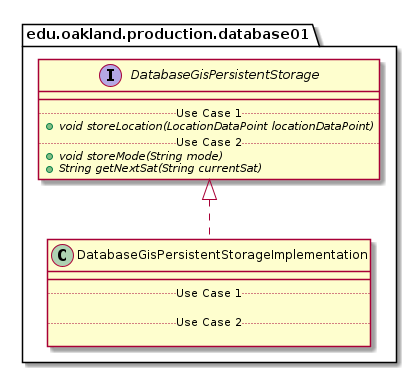 edu.oakland.production.database01
I DatabaseGisPersistentStorage
Use Case 1
void storeLocation(LocationDataPoint locationDataPoint)
Use Case 2
void storeMode(String mode)
String getNextSat(String currentSat)
C DatabaseGisPersistentStorageImplementation
Use Case 1
Use Case 2